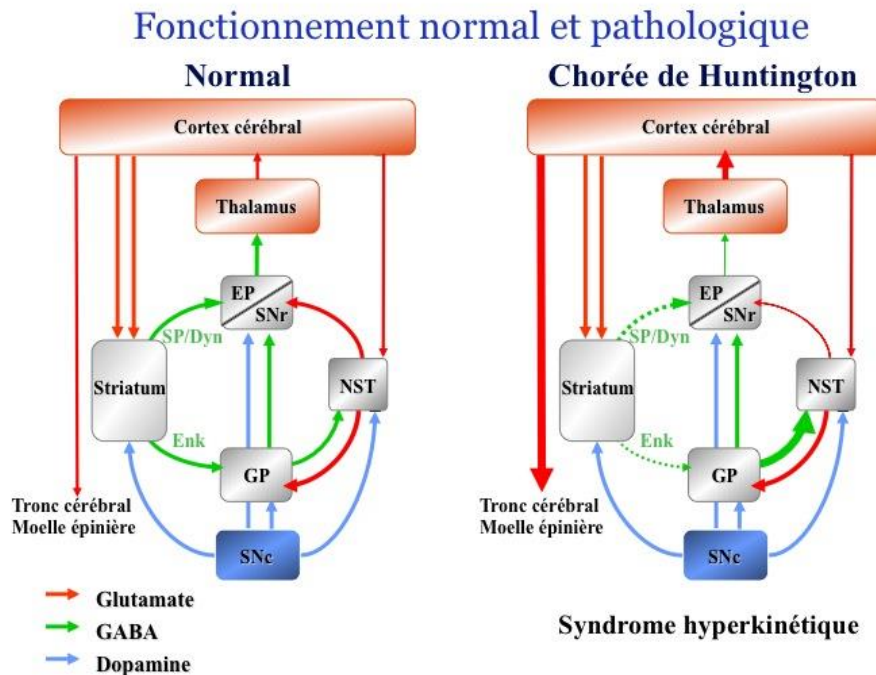 Fonctionnement normal et pathologique
Normal
Cortex cérébral
Thalamus
EP
SNr
SP/Dyn
Striatum
NST
Enk
GP
Tronc cérébral
Moelle épinière
SNc
Glutamate
GABA
Dopamine
Chorée de Huntington
Cortex cérébral
Thalamus
EP
SNr
SP/Dyn
Striatum
NST
Enk
GP
Tronc cérébral
Moelle épinière
SNc
Syndrome hyperkinétique